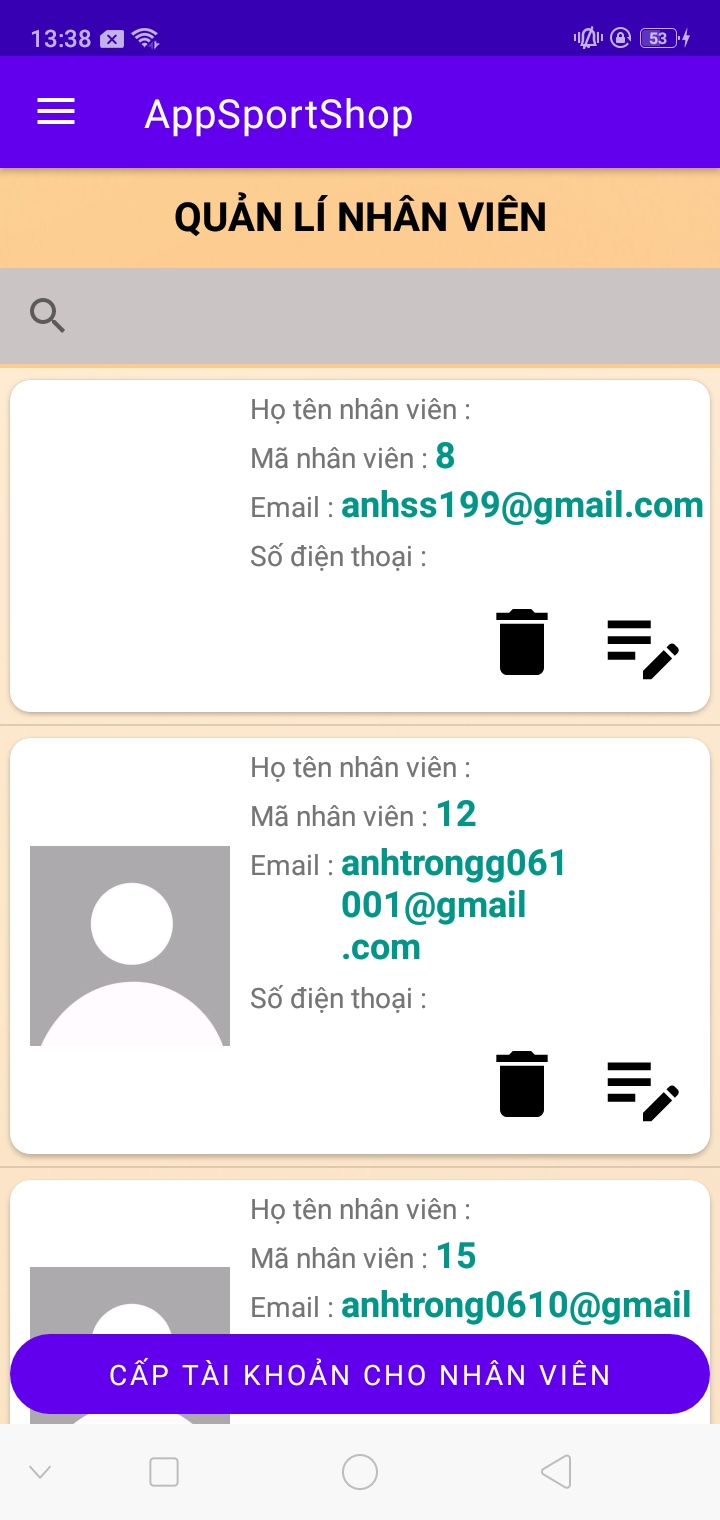 13:38
53
AppSportShop
QUẢN LÍ NHÂN VIÊN
Họ tên nhân viên :
Mã nhân viên : 8
Email : anhss199@gmail.com
Số điện thoại :
Họ tên nhân viên :
Mã nhân viên : 12
Email : anhtrongg061
001@gmail
.com
Số điện thoại :
Họ tên nhân viên :
Mã nhân viên : 15
Email : anhtrong0610@gmail
CẤP TÀI KHOẢN CHO NHÂN VIÊN